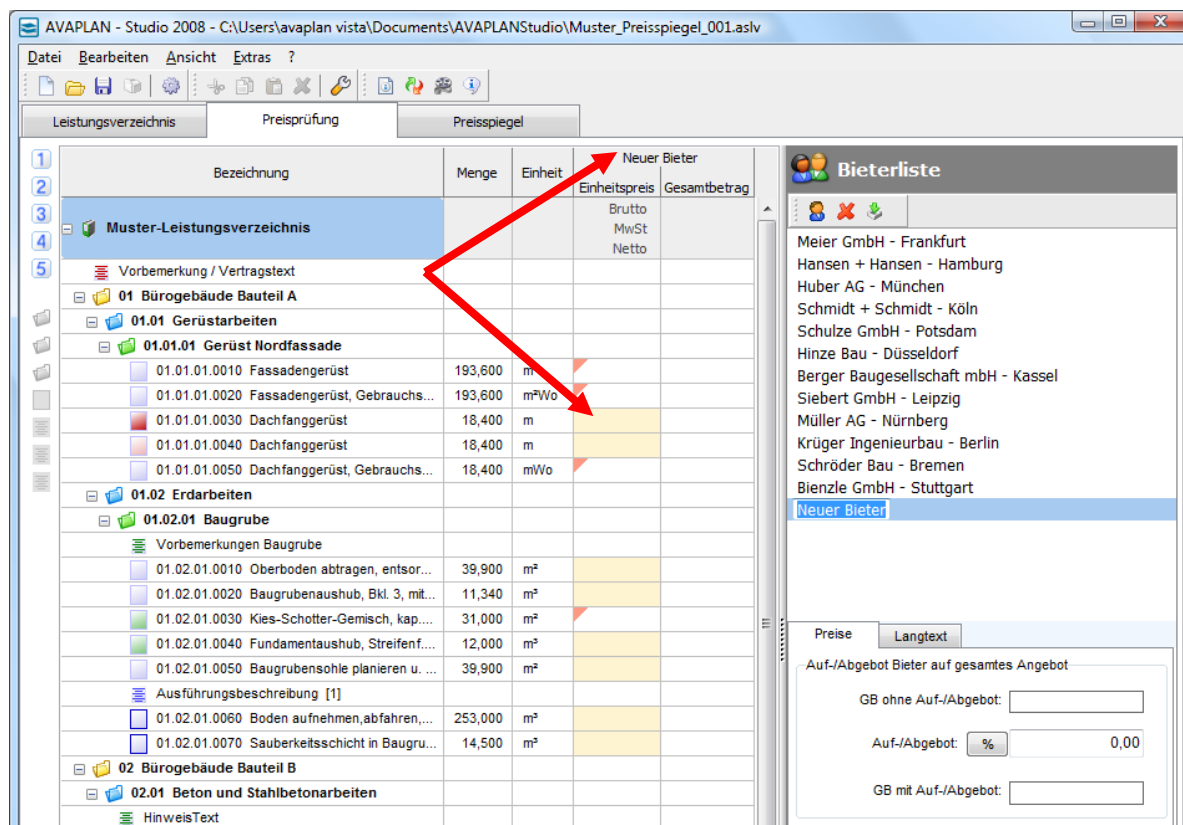 AVAPLAN - Studio 2008 - C:\Users\avaplan vista\Documents\AVAPLANStudio\Muster_Preisspiegel_001.aslv
Datei Bearbeiten Ansicht Extras ?
Leistungsverzeichnis Preisprüfung Preisspiegel
1
2
3
4
5
Bezeichnung Menge Einheit Neuer Bieter
Einheitspreis Gesamtbetrag
Muster-Leistungsverzeichnis
Brutto
MwSt
Netto
Vorbemerkung / Vertragstext
01 Bürogebäude Bauteil A
01.01 Gerüstarbeiten
01.01.01 Gerüst Nordfassade
01.01.01.0010 Fassadengerüst 193,600
01.01.01.0020 Fassadengerüst, Gebrauchs... 193,600 m²Wo
01.01.01.0030 Dachfanggerüst 18,400 m
01.01.01.0040 Dachfanggerüst 18,400 m
01.01.01.0050 Dachfanggerüst, Gebrauchs... 18,400 mWo
01.02 Erdarbeiten
01.02.01 Baugrube
Vorbemerkungen Baugrube
01.02.01.0010 Oberboden abtragen, entsor... 39,900 m²
01.02.01.0020 Baugrubenaushub, Bkl. 3, mit... 11,340 m³
01.02.01.0030 Kies-Schotter-Gemisch, kap.... 31,000 m²
01.02.01.0040 Fundamentaushub, Streifenf.... 12,000 m³
01.02.01.0050 Baugrubensohle planieren u. ... 39,900 m²
Ausführungsbeschreibung [1]
01.02.01.0060 Boden aufnehmen,abfahren,... 253,000 m³
01.02.01.0070 Sauberkeitsschicht in Baugru... 14,500 m³
02 Bürogebäude Bauteil B
02.01 Beton und Stahlbetonarbeiten
HinweisText
Bieterliste
Meier GmbH - Frankfurt
Hansen + Hansen - Hamburg
Huber AG - München
Schmidt + Schmidt - Köln
Schulze GmbH - Potsdam
Hinze Bau - Düsseldorf
Berger Baugesellschaft mbH - Kassel
Siebert GmbH - Leipzig
Müller AG - Nürnberg
Krüger Ingenieurbau - Berlin
Schröder Bau - Bremen
Bienzle GmbH - Stuttgart
Neuer Bieter
Preise Langtext
Auf-/Abgebot Bieter auf gesamtes Angebot
GB ohne Auf-/Abgebot:
Auf-/Abgebot: % 0,00
GB mit Auf-/Abgebot: